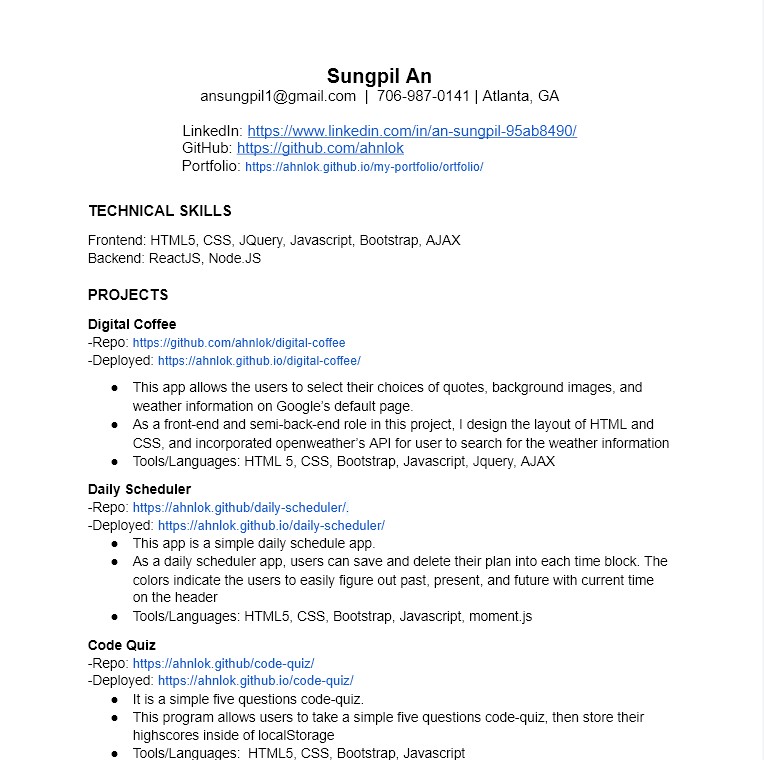 Sungpil An
ansungpil1@gmail.com | 706-987-0141 | Atlanta, GA
LinkedIn: https://www.linkedin.com/in/an-sungpil-95ab8490/
GitHub: https://github.com/ahnlok
Portfolio: https://ahnlok.github.io/my-portfolio/ortfolio/
TECHNICAL SKILLS
Frontend: HTML5, CSS, JQuery, Javascript, Bootstrap, AJAX
Backend: ReactJS, Node.JS
PROJECTS
Digital Coffee
-Repo: https://github.com/ahnlok/digital-coffee
-Deployed: https://ahnlok.github.io/digital-coffee/
● This app allows the users to select their choices of quotes, background images, and
weather information on Google's default page.
● As a front-end and semi-back-end role in this project, I design the layout of HTML and
CSS, and incorporated openweather's API for user to search for the weather information
● Tools/Languages: HTML 5, CSS, Bootstrap, Javascript, Jquery, AJAX
Daily Scheduler
-Repo: https://ahnlok.github/daily-scheduler/.
-Deployed: https://ahnlok.github.io/daily-scheduler/
● This app is a simple daily schedule app.
● As a daily scheduler app, users can save and delete their plan into each time block. The
colors indicate the users to easily figure out past, present, and future with current time
on the header
● Tools/Languages: HTML5, CSS, Bootstrap, Javascript, moment.js
Code Quiz
-Repo: https://ahnlok.github/code-quiz/
-Deployed: https://ahnlok.github.io/code-quiz/
● It is a simple five questions code-quiz.
● This program allows users to take a simple five questions code-quiz, then store their
highscores inside of localStorage
● Tools/Languages:  HTML5, CSS, Bootstrap, Javascript